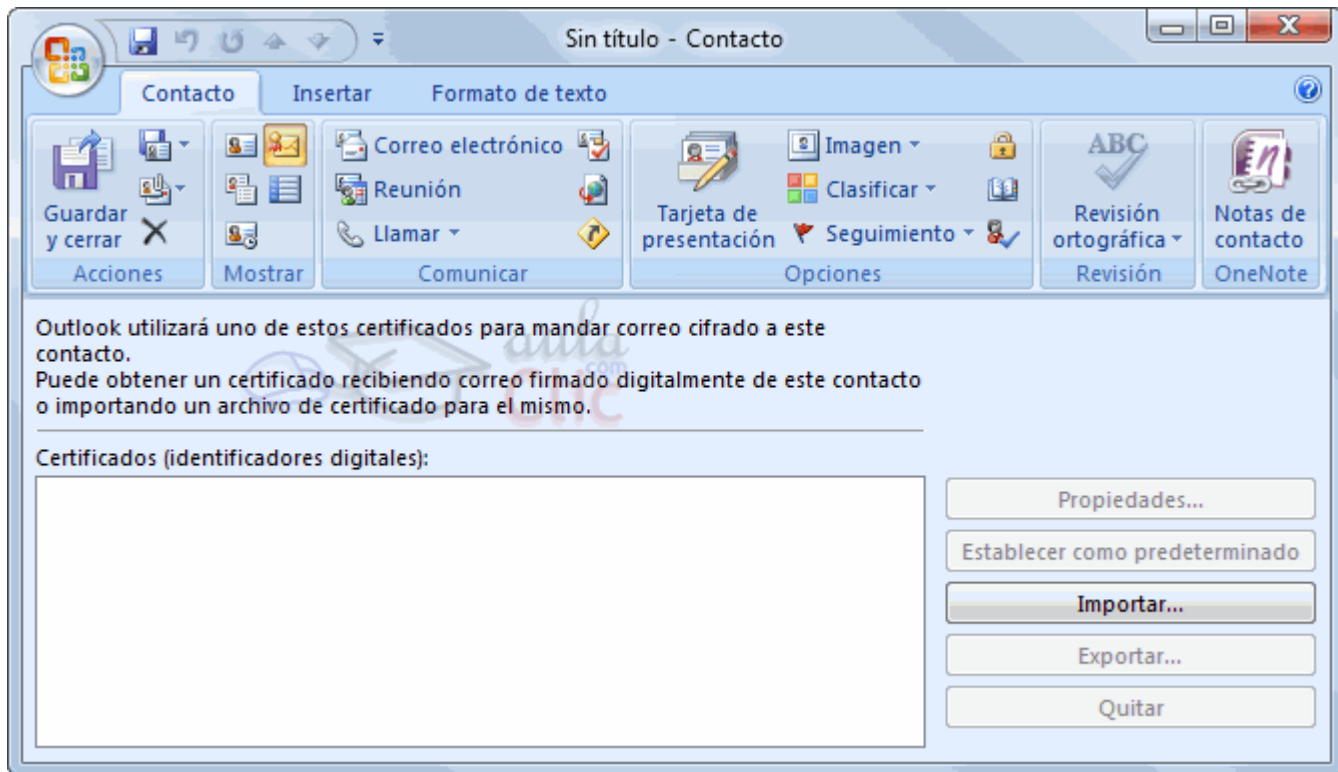 Sin título - Contacto
Contacto Insertar Formato de texto
Guardar
y cerrar
Acciones
Mostrar
Correo electrónico
Reunión
Llamar
Comunicar
Tarjeta de
presentación
Imagen
Clasificar
Seguimiento
Opciones
ABC
Revisión
ortográfica
Revisión
Notas de
contacto
OneNote
Outlook utilizará uno de estos certificados para mandar correo cifrado a este
contacto.
Puede obtener un certificado recibiendo correo firmado digitalmente de este contacto
o importando un archivo de certificado para el mismo.
aula
.com
Clic
Certificados (identificadores digitales):
Propiedades...
Establecer como predeterminado
Importar...
Exportar...
Quitar